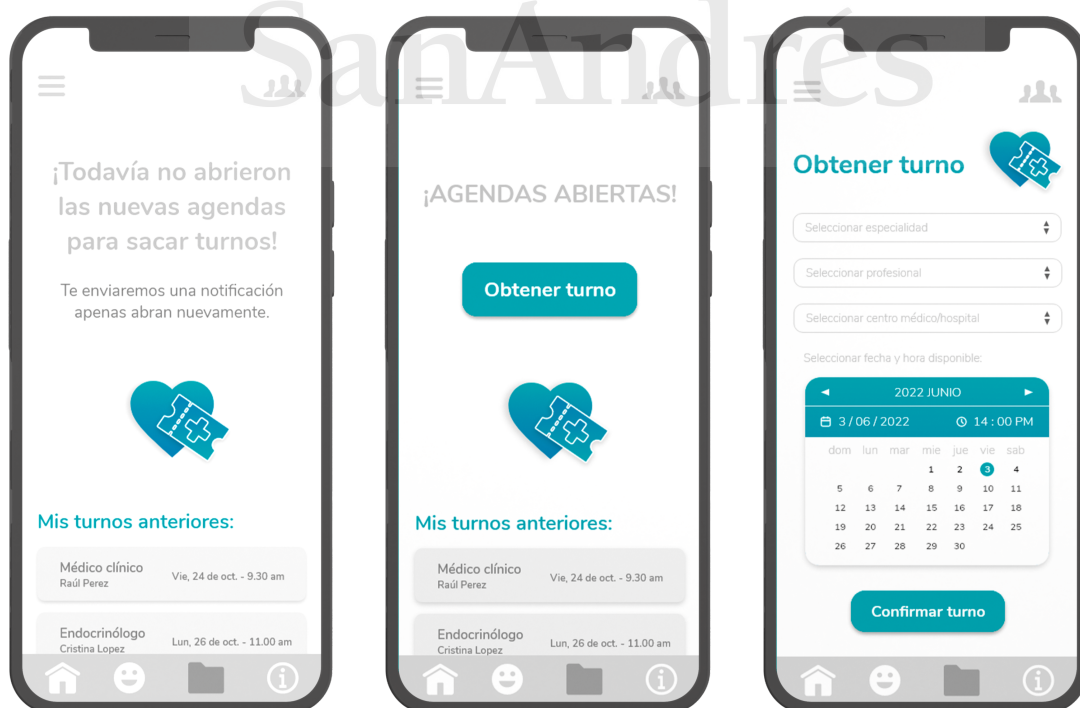 SanAndrés
¡Todavía no abrieron
las nuevas agendas
para sacar turnos!
Te enviaremos una notificación
apenas abran nuevamente.
Mis turnos anteriores:
Médico clínico
Raúl Perez
Vie, 24 de oct. - 9.30 am
Endocrinólogo
Cristina Lopez
Lun, 26 de oct. - 11.00 am
¡AGENDAS ABIERTAS!
Obtener turno
Mis turnos anteriores:
Médico clínico
Raúl Perez
Vie, 24 de oct. - 9.30 am
Endocrinólogo
Cristina Lopez
Lun, 26 de oct. - 11.00 am
Obtener turno
Seleccionar especialidad
Seleccionar profesional
Seleccionar centro médico/hospital
Seleccionar fecha y hora disponible:
2022 JUNIO
3 / 06 / 2022 14 : 00 PM
dom lun mar mie jue vie sab
1 2 3 4
5 6 7 8 9 10 11
12 13 14 15 16 17 18
19 20 21 22 23 24 25
26 27 28 29 30
Confirmar turno